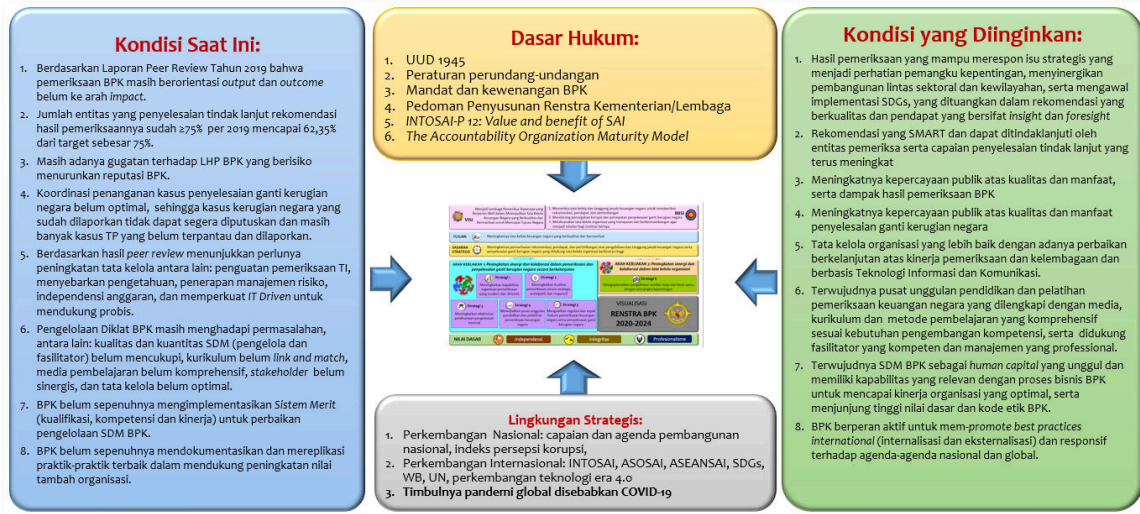 Kondisi Saat Ini:
1. Berdasarkan Laporan Peer Review Tahun 2019 bahwa
pemeriksaan BPK masih berorientasi output dan outcome
belum ke arah impact.
2. Jumlah entitas yang penyelesaian tindak lanjut rekomendasi
hasil pemeriksaannya sudah ≥75% per 2019 mencapai 62,35%
dari target sebesar 75%.
3. Masih adanya gugatan terhadap LHP BPK yang berisiko
menurunkan reputasi BPK.
4. Koordinasi penanganan kasus penyelesaian ganti kerugian
negara belum optimal, sehingga kasus kerugian negara yang
sudah dilaporkan tidak dapat segera diputuskan dan masih
banyak kasus TP yang belum terpantau dan dilaporkan.
5. Berdasarkan hasil peer review menunjukkan perlunya
peningkatan tata kelola antara lain: penguatan pemeriksaan TI,
menyebarkan pengetahuan, penerapan manajemen risiko,
independensi anggaran, dan memperkuat IT Driven untuk
mendukung probis.
6. Pengelolaan Diklat BPK masih menghadapi permasalahan,
antara lain: kualitas dan kuantitas SDM (pengelola dan
fasilitator) belum mencukupi, kurikulum belum link and match,
media pembelajaran belum komprehensif, stakeholder belum
sinergis, dan tata kelola belum optimal.
7. BPK belum sepenuhnya mengimplementasikan Sistem Merit
(kualifikasi, kompetensi dan kinerja) untuk perbaikan
pengelolaan SDM BPK.
8. BPK belum sepenuhnya mendokumentasikan dan mereplikasi
praktik-praktik terbaik dalam mendukung peningkatan nilai
tambah organisasi.
Dasar Hukum:
1. UUD 1945
2. Peraturan perundang-undangan
3. Mandat dan kewenangan BPK
4. Pedoman Penyusunan Renstra Kementerian/Lembaga
5. INTOSAI-P 12: Value and benefit of SAI
6. The Accountability Organization Maturity Model
VISI
MISI
TUJUAN
SASARAN
STRATEGIS
VISUALISASI
RENSTRA BPK
2020-2024
NILAI DASAR
Independensi
Integritas
Profesionalisme
Lingkungan Strategis:
1. Perkembangan Nasional: capaian dan agenda pembangunan
nasional, indeks persepsi korupsi,
2. Perkembangan Internasional: INTOSAI, ASOSAI, ASEANSAI, SDGs,
WB, UN, perkembangan teknologi era 4.0
3. Timbulnya pandemi global disebabkan COVID-19
Kondisi yang Diinginkan:
1. Hasil pemeriksaan yang mampu merespon isu strategis yang
menjadi perhatian pemangku kepentingan, menyinergikan
pembangunan lintas sektoral dan kewilayahan, serta mengawal
implementasi SDGs, yang dituangkan dalam rekomendasi yang
berkualitas dan pendapat yang bersifat insight dan foresight
2. Rekomendasi yang SMART dan dapat ditindaklanjuti oleh
entitas pemeriksa serta capaian penyelesaian tindak lanjut yang
terus meningkat
3. Meningkatnya kepercayaan publik atas kualitas dan manfaat,
serta dampak hasil pemeriksaan BPK
4. Meningkatnya kepercayaan publik atas kualitas dan manfaat
penyelesaian ganti kerugian negara
5. Tata kelola organisasi yang lebih baik dengan adanya perbaikan
berkelanjutan atas kinerja pemeriksaan dan kelembagaan dan
berbasis Teknologi Informasi dan Komunikasi.
6. Terwujudnya pusat unggulan pendidikan dan pelatihan
pemeriksaan keuangan negara yang dilengkapi dengan media,
kurikulum dan metode pembelajaran yang komprehensif
sesuai kebutuhan pengembangan kompetensi, serta didukung
fasilitator yang kompeten dan manajemen yang professional.
7. Terwujudnya SDM BPK sebagai human capital yang unggul dan
memiliki kapabilitas yang relevan dengan proses bisnis BPK
untuk mencapai kinerja organisasi yang optimal, serta
menjunjung tinggi nilai dasar dan kode etik BPK.
8. BPK berperan aktif untuk mem-promote best practices
international (internalisasi dan eksternalisasi) dan responsif
terhadap agenda-agenda nasional dan global.